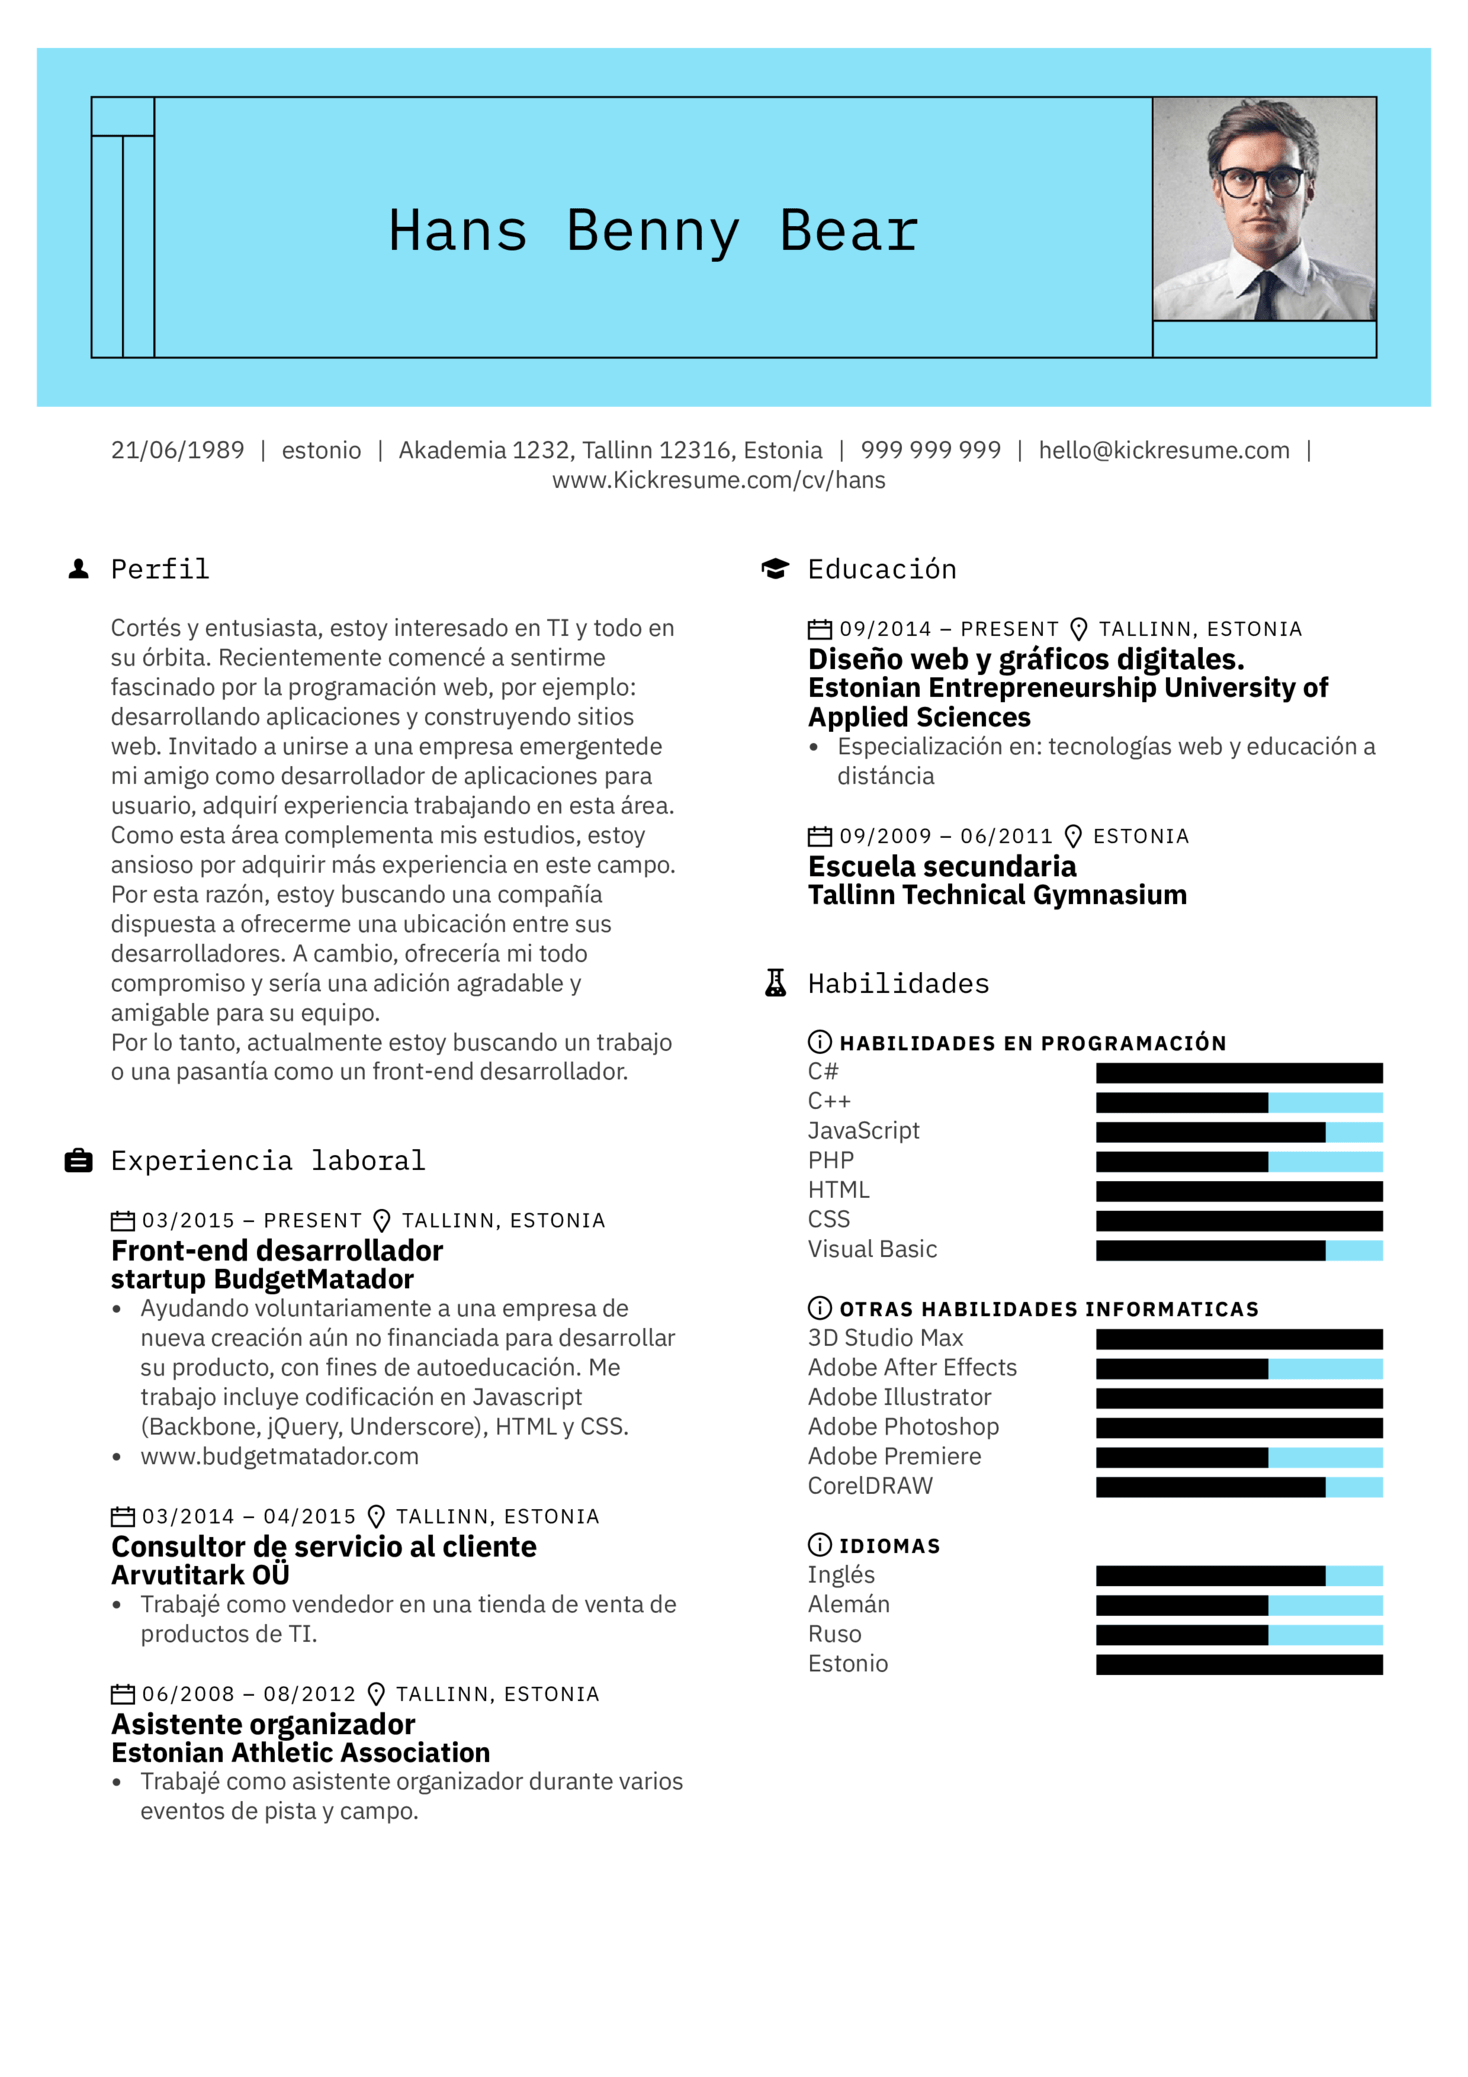 Hans Benny Bear
21/06/1989 | estonio | Akademia 1232, Tallinn 12316, Estonia | 999 999 999 | hello@kickresume.com |
www.Kickresume.com/cv/hans
Perfil
Cortés y entusiasta, estoy interesado en TI y todo en
su órbita. Recientemente comencé a sentirme
fascinado por la programación web, por ejemplo:
desarrollando aplicaciones y construyendo sitios
web. Invitado a unirse a una empresa emergentede
mi amigo como desarrollador de aplicaciones para
usuario, adquirí experiencia trabajando en esta área.
Como esta área complementa mis estudios, estoy
ansioso por adquirir más experiencia en este campo.
Por esta razón, estoy buscando una compañía
dispuesta a ofrecerme una ubicación entre sus
desarrolladores. A cambio, ofrecería mi todo
compromiso y sería una adición agradable y
amigable para su equipo.
Por lo tanto, actualmente estoy buscando un trabajo
o una pasantía como un front-end desarrollador.
Experiencia laboral
03/2015 – PRESENT TALLINN, ESTONIA
Front-end desarrollador
startup BudgetMatador
• Ayudando voluntariamente a una empresa de
nueva creación aún no financiada para desarrollar
su producto, con fines de autoeducación. Me
trabajo incluye codificación en Javascript
(Backbone, jQuery, Underscore), HTML y CSS.
• www.budgetmatador.com
03/2014 – 04/2015 TALLINN, ESTONIA
Consultor de servicio al cliente
Arvutitark OÜ
• Trabajé como vendedor en una tienda de venta de
productos de TI.
06/2008 – 08/2012 TALLINN, ESTONIA
Asistente organizador
Estonian Athletic Association
• Trabajé como asistente organizador durante varios
eventos de pista y campo.
Educación
09/2014 – PRESENT TALLINN, ESTONIA
Diseño web y gráficos digitales.
Estonian Entrepreneurship University of
Applied Sciences
• Especialización en: tecnologías web y educación a
distáncia
09/2009 – 06/2011 ESTONIA
Escuela secundaria
Tallinn Technical Gymnasium
Habilidades
HABILIDADES EN PROGRAMACIÓN
C#
C++
JavaScript
PHP
HTML
CSS
Visual Basic
OTRAS HABILIDADES INFORMATICAS
3D Studio Max
Adobe After Effects
Adobe Illustrator
Adobe Photoshop
Adobe Premiere
CorelDRAW
IDIOMAS
Inglés
Alemán
Ruso
Estonio